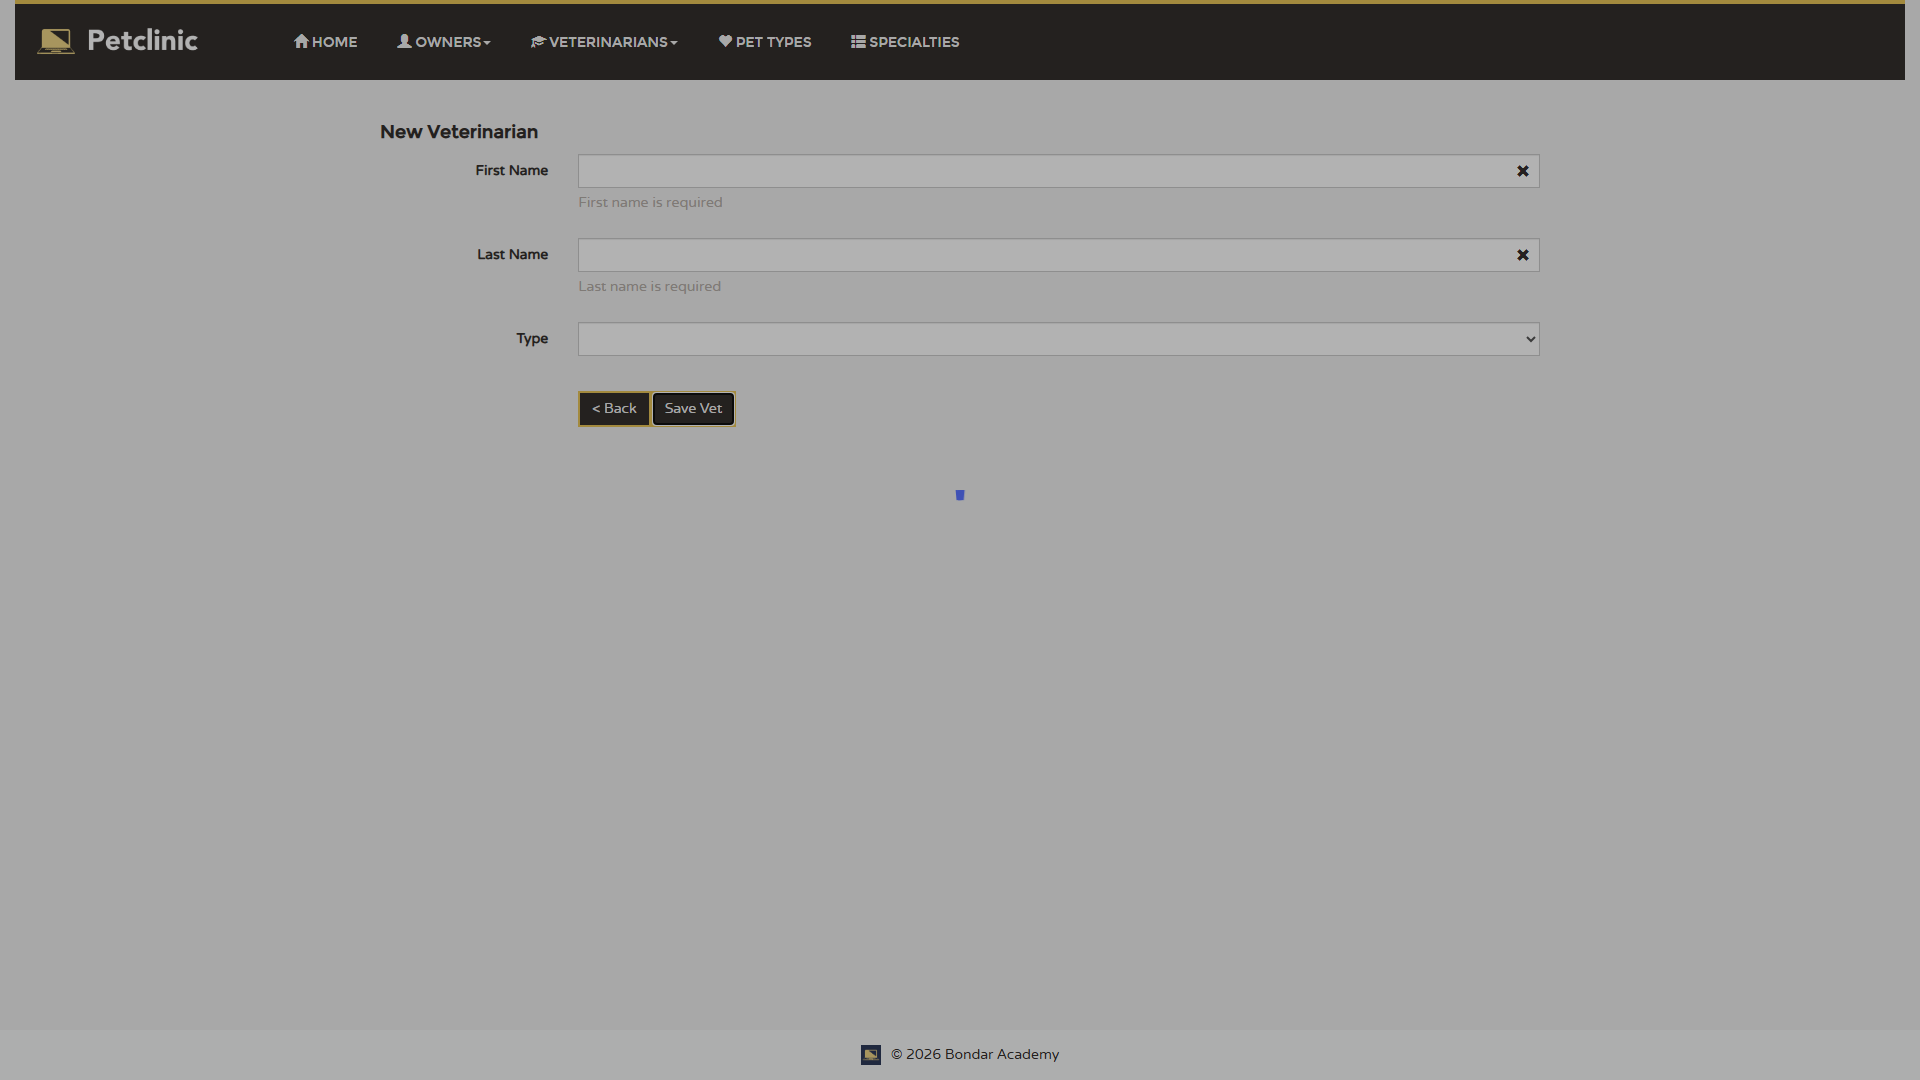 Petclinic
HOME
OWNERS
VETERINARIANS
PET TYPES
SPECIALTIES
New Veterinarian
First Name
First name is required
Last Name
Last name is required
Type
< Back
Save Vet
© 2026 Bondar Academy